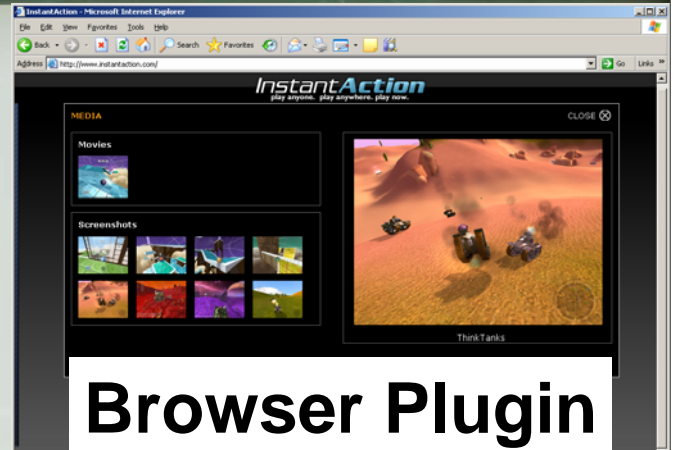 InstantAction - Microsoft Internet Explorer
File Edit View Favorites Tools Help
Back Search Favorites
Address http://www.instantaction.com/ Go Links »
InstantAction
play anyone. play anywhere. play now.
MEDIA CLOSE
Movies
Screenshots
ThinkTanks
Browser Plugin